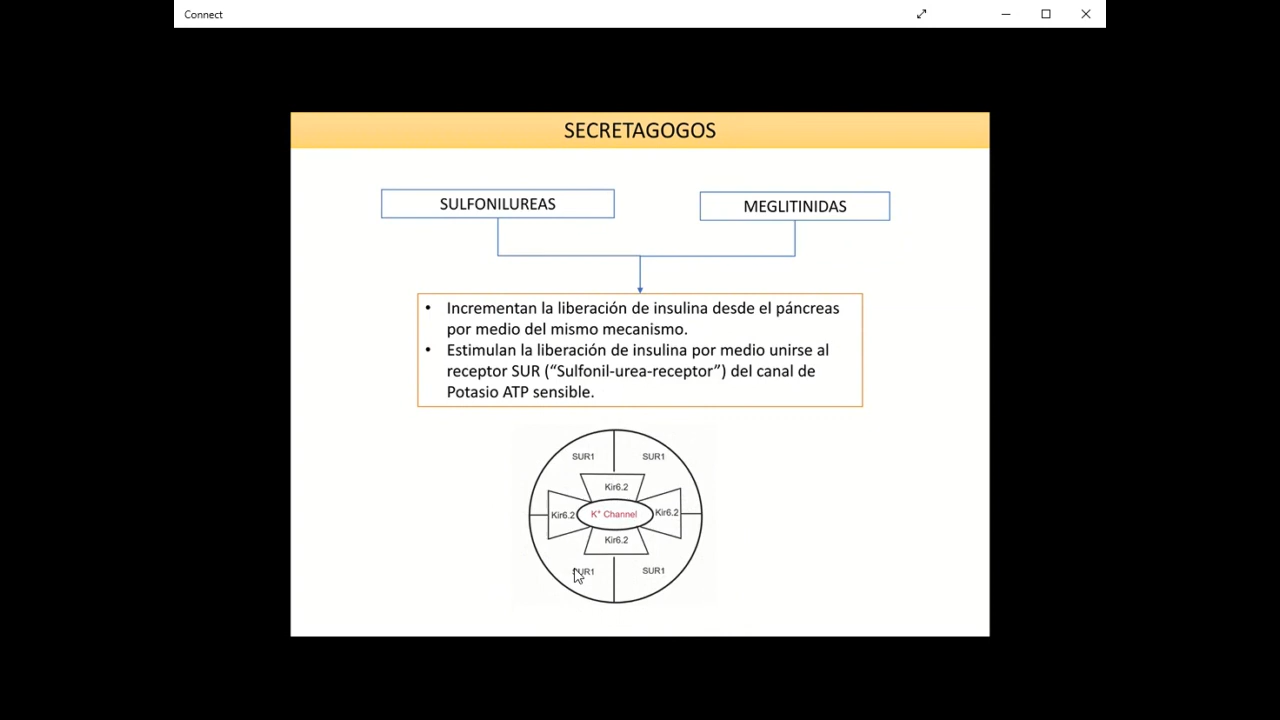 Connect
SECRETAGOGOS
SULFONILUREAS
MEGLITINIDAS
• Incrementan la liberación de insulina desde el páncreas
por medio del mismo mecanismo.
• Estimulan la liberación de insulina por medio unirse al
receptor SUR (“Sulfonil-urea-receptor”) del canal de
Potasio ATP sensible.
SUR1
SUR1
Kir6.2
Kir6.2
K⁺ Channel
Kir6.2
Kir6.2
SUR1
SUR1